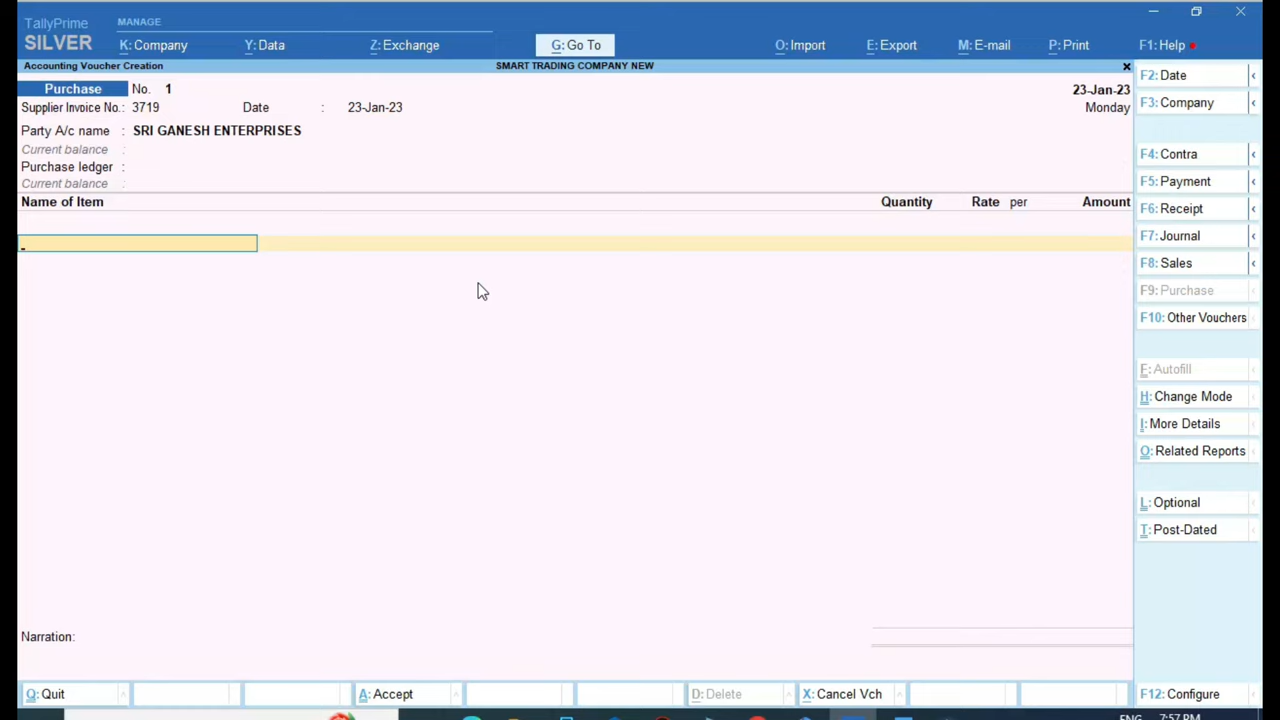 TallyPrime MANAGE
SILVER K: Company Y: Data Z: Exchange G: Go To O: Import E: Export M: E-mail P: Print F1: Help
Accounting Voucher Creation SMART TRADING COMPANY NEW x
Purchase No. 1 23-Jan-23
Supplier Invoice No.: 3719 Date : 23-Jan-23 Monday
Party A/c name : SRI GANESH ENTERPRISES
Current balance :
Purchase ledger :
Current balance :
Name of Item Quantity Rate per Amount
Narration:
Q: Quit A: Accept D: Delete X: Cancel Vch
F2: Date
F3: Company
F4: Contra
F5: Payment
F6: Receipt
F7: Journal
F8: Sales
F9: Purchase
F10: Other Vouchers
F: Autofill
H: Change Mode
I: More Details
O: Related Reports
L: Optional
T: Post-Dated
F12: Configure
ENG 7:57 PM